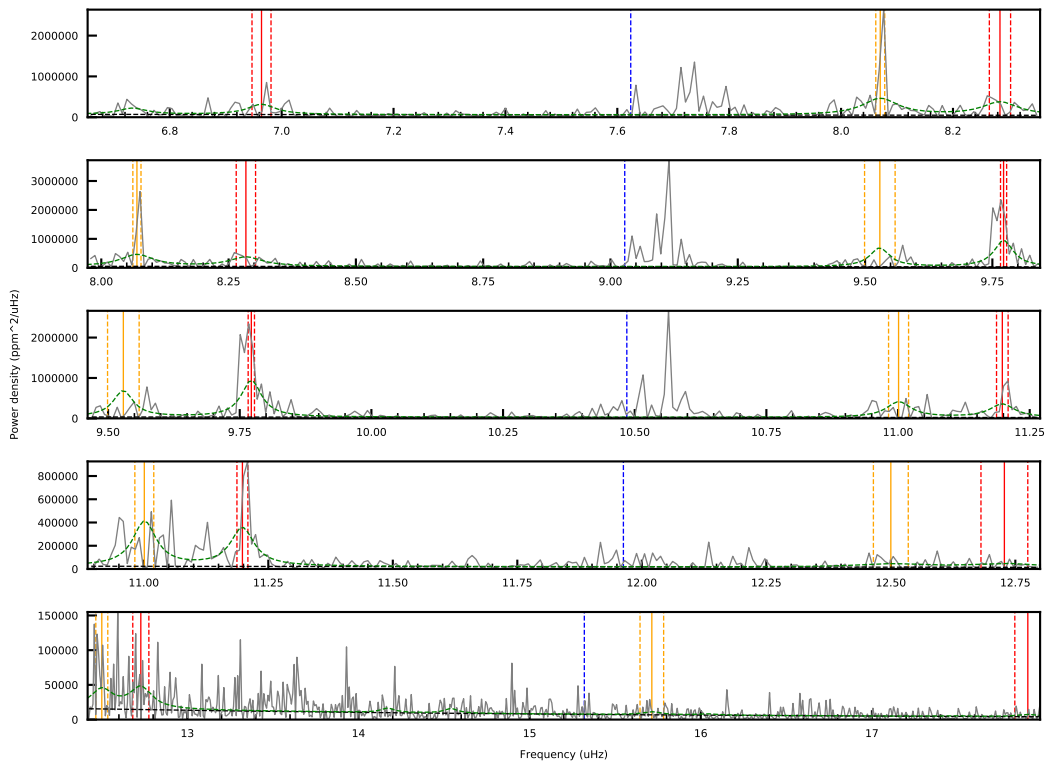 2000000
1000000
0
6.8 7.0 7.2 7.4 7.6 7.8 8.0 8.2
3000000
2000000
1000000
0
8.00 8.25 8.50 8.75 9.00 9.25 9.50 9.75
Power density (ppm^2/uHz)
2000000
1000000
0
9.50 9.75 10.00 10.25 10.50 10.75 11.00 11.25
800000
600000
400000
200000
0
11.00 11.25 11.50 11.75 12.00 12.25 12.50 12.75
150000
100000
50000
0
13 14 15 16 17
Frequency (uHz)